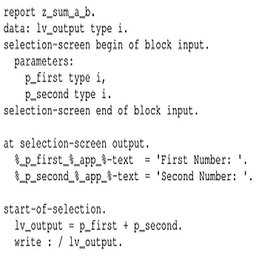 report z_sum_a_b.
data: lv_output type i.
selection-screen begin of block input.
  parameters:
    p_first type i,
    p_second type i.
selection-screen end of block input.

at selection-screen output.
  %_p_first_%_app_%-text  = 'First Number: '.
  %_p_second_%_app_%-text = 'Second Number: '.

start-of-selection.
  lv_output = p_first + p_second.
  write : / lv_output.